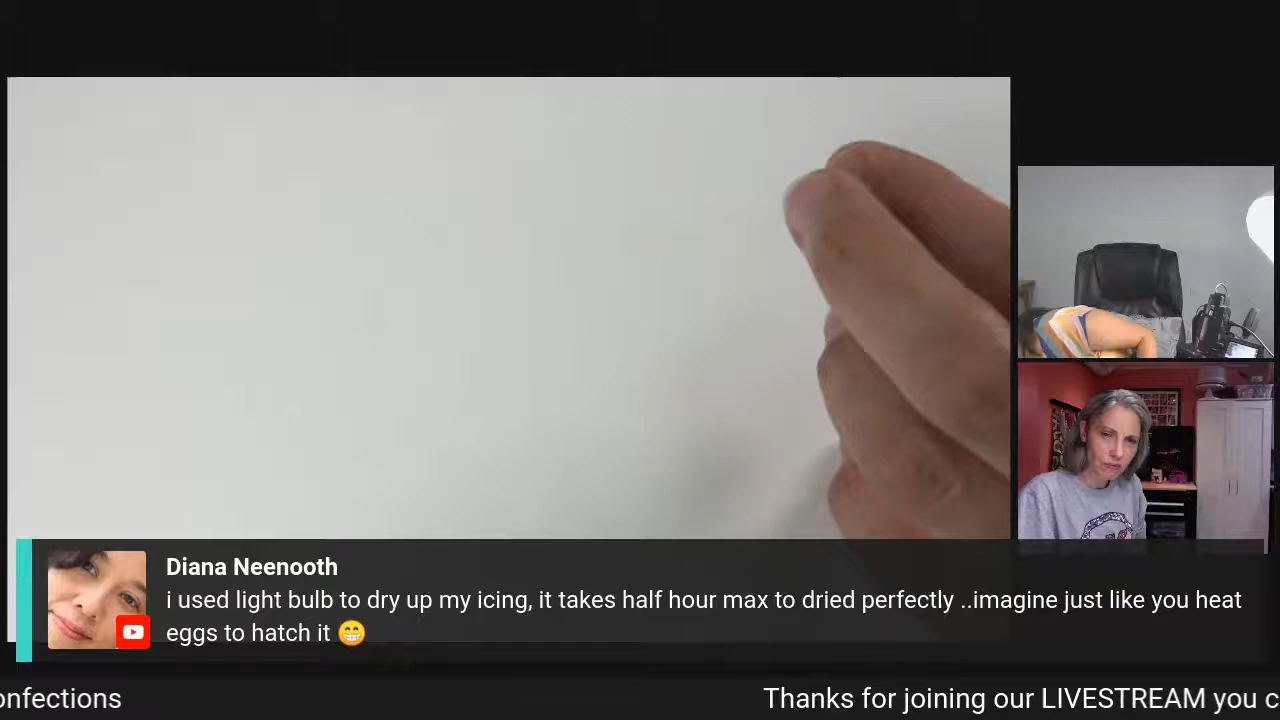 Diana Neenooth
i used light bulb to dry up my icing, it takes half hour max to dried perfectly ..imagine just like you heat
eggs to hatch it 😁
onfections
Thanks for joining our LIVESTREAM you c